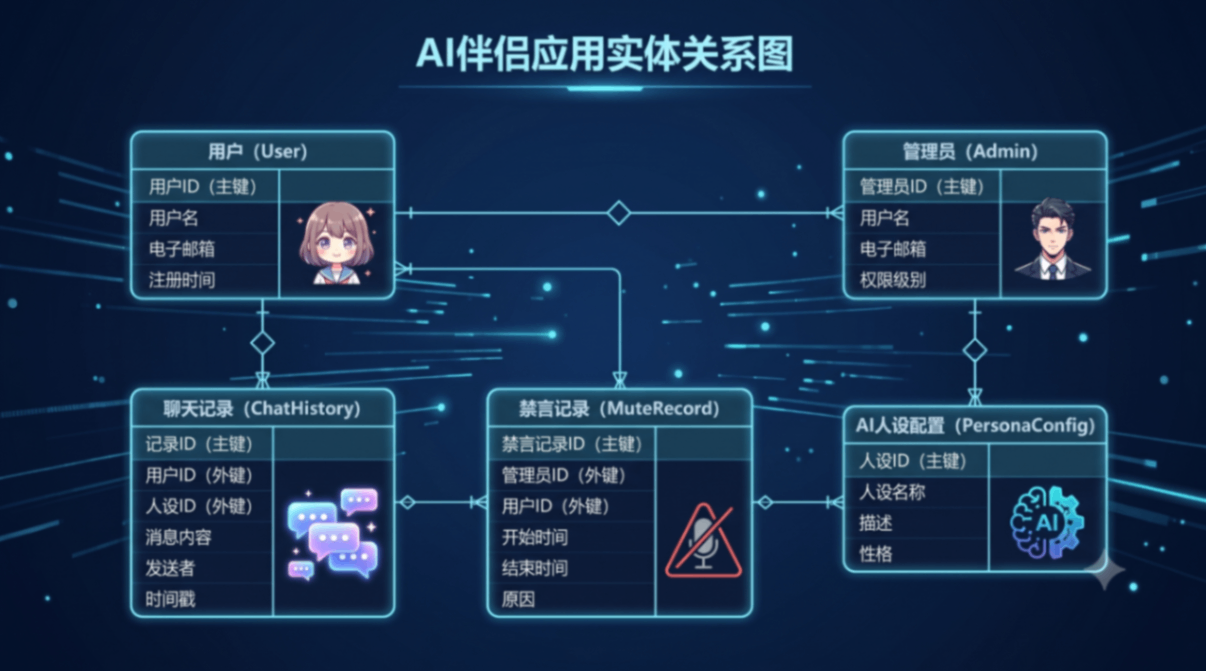 AI伴侣应用实体关系图
用户（User）
用户ID（主键）
用户名
电子邮箱
注册时间
管理员（Admin）
管理员ID（主键）
用户名
电子邮箱
权限级别
聊天记录（ChatHistory）
记录ID（主键）
用户ID（外键）
人设ID（外键）
消息内容
发送者
时间戳
禁言记录（MuteRecord）
禁言记录ID（主键）
管理员ID（外键）
用户ID（外键）
开始时间
结束时间
原因
AI人设配置（PersonaConfig）
人设ID（主键）
人设名称
描述
性格
AI